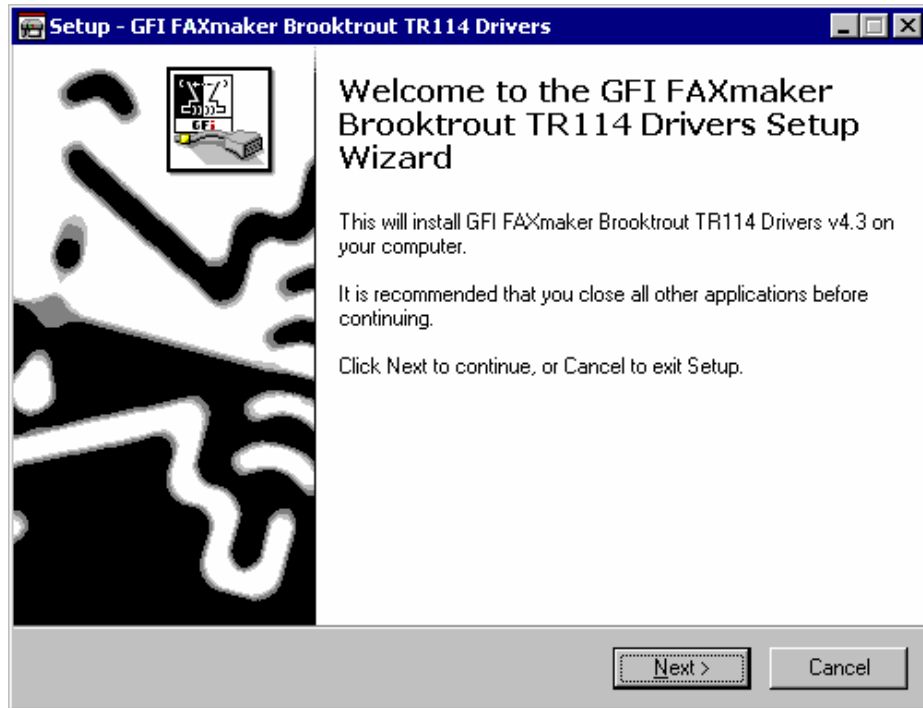 Setup - GFI FAXmaker Brooktrout TR114 Drivers
GFi
Welcome to the GFI FAXmaker
Brooktrout TR114 Drivers Setup
Wizard
This will install GFI FAXmaker Brooktrout TR114 Drivers v4.3 on
your computer.
It is recommended that you close all other applications before
continuing.
Click Next to continue, or Cancel to exit Setup.
Next >
Cancel